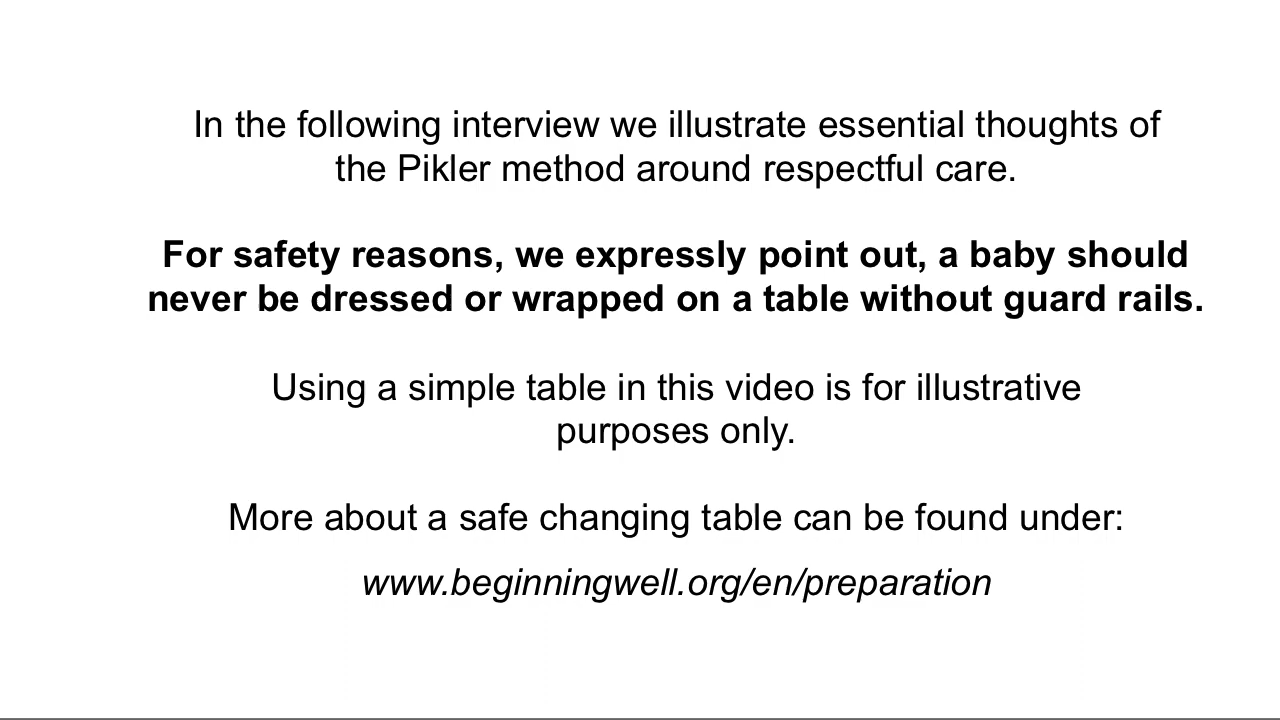 In the following interview we illustrate essential thoughts of
the Pikler method around respectful care.
For safety reasons, we expressly point out, a baby should
never be dressed or wrapped on a table without guard rails.
Using a simple table in this video is for illustrative
purposes only.
More about a safe changing table can be found under:
www.beginningwell.org/en/preparation